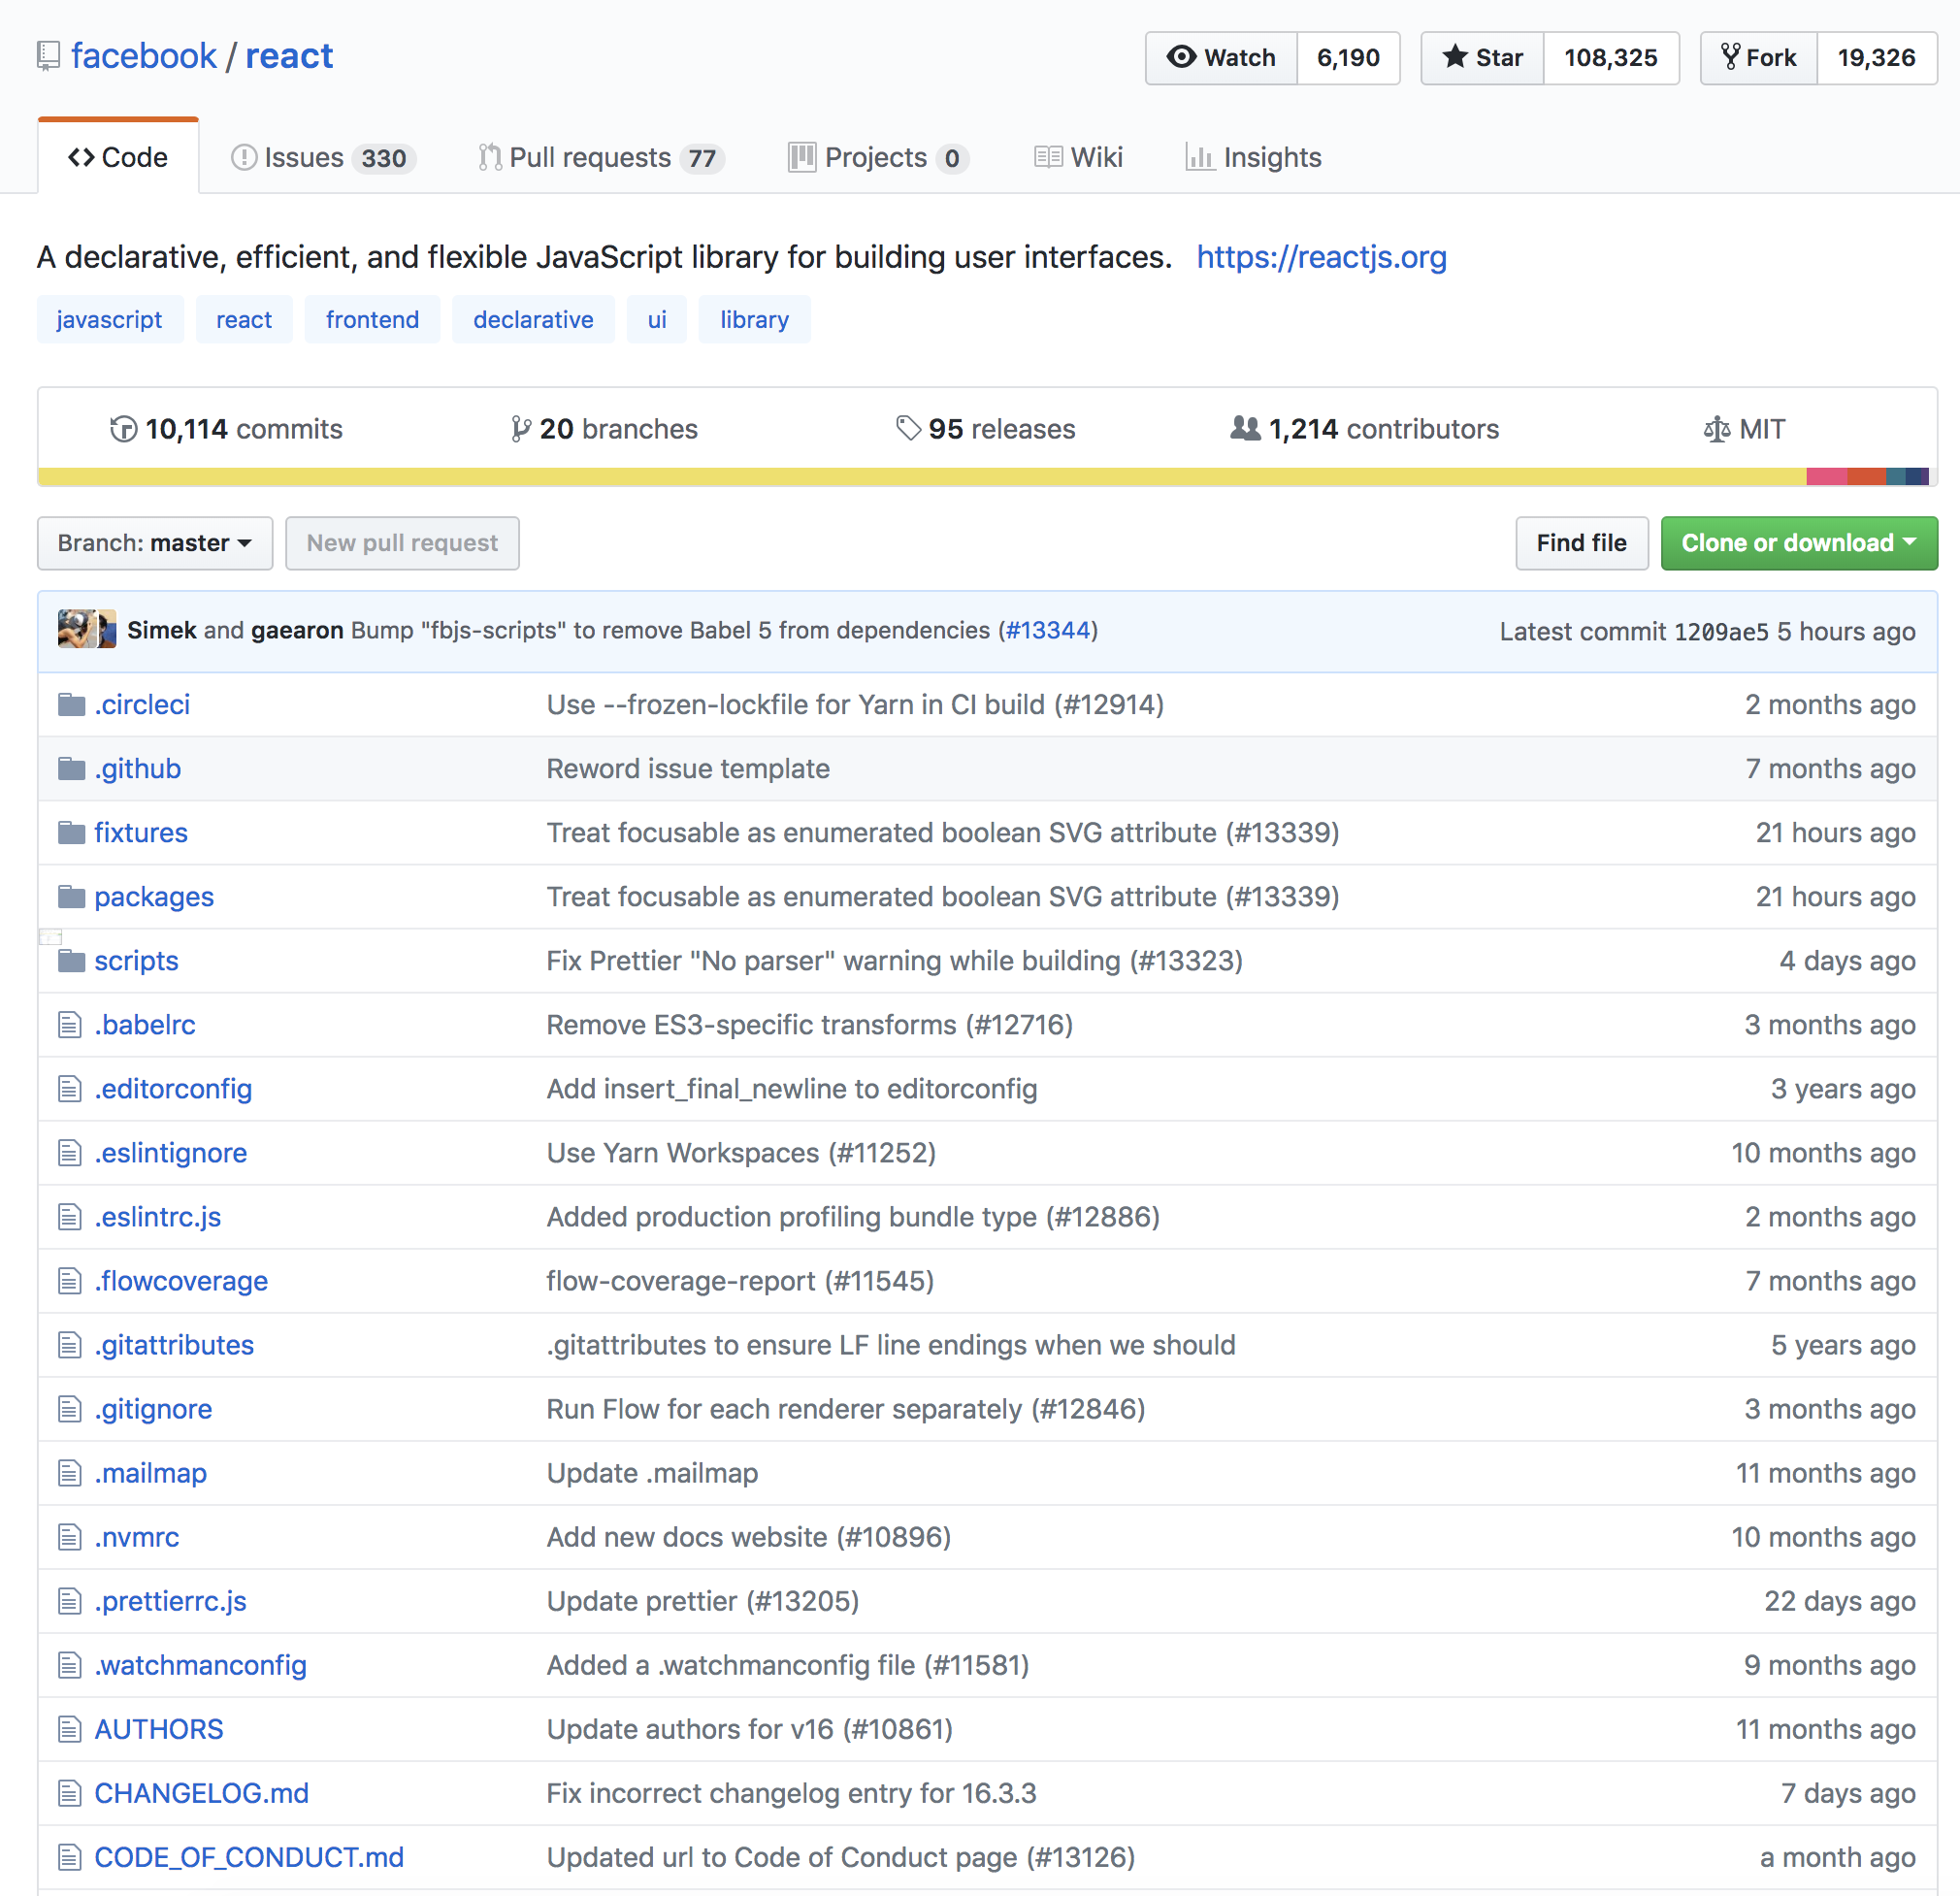 facebook / react
Watch 6,190 Star 108,325 Fork 19,326
Code Issues 330 Pull requests 77 Projects 0 Wiki Insights
A declarative, efficient, and flexible JavaScript library for building user interfaces. https://reactjs.org
javascript react frontend declarative ui library
10,114 commits 20 branches 95 releases 1,214 contributors MIT
Branch: master New pull request Find file Clone or download
Simek and gaearon Bump "fbjs-scripts" to remove Babel 5 from dependencies (#13344) Latest commit 1209ae5 5 hours ago
.circleci Use --frozen-lockfile for Yarn in CI build (#12914) 2 months ago
.github Reword issue template 7 months ago
fixtures Treat focusable as enumerated boolean SVG attribute (#13339) 21 hours ago
packages Treat focusable as enumerated boolean SVG attribute (#13339) 21 hours ago
scripts Fix Prettier "No parser" warning while building (#13323) 4 days ago
.babelrc Remove ES3-specific transforms (#12716) 3 months ago
.editorconfig Add insert_final_newline to editorconfig 3 years ago
.eslintignore Use Yarn Workspaces (#11252) 10 months ago
.eslintrc.js Added production profiling bundle type (#12886) 2 months ago
.flowcoverage flow-coverage-report (#11545) 7 months ago
.gitattributes .gitattributes to ensure LF line endings when we should 5 years ago
.gitignore Run Flow for each renderer separately (#12846) 3 months ago
.mailmap Update .mailmap 11 months ago
.nvmrc Add new docs website (#10896) 10 months ago
.prettierrc.js Update prettier (#13205) 22 days ago
.watchmanconfig Added a .watchmanconfig file (#11581) 9 months ago
AUTHORS Update authors for v16 (#10861) 11 months ago
CHANGELOG.md Fix incorrect changelog entry for 16.3.3 7 days ago
CODE_OF_CONDUCT.md Updated url to Code of Conduct page (#13126) a month ago